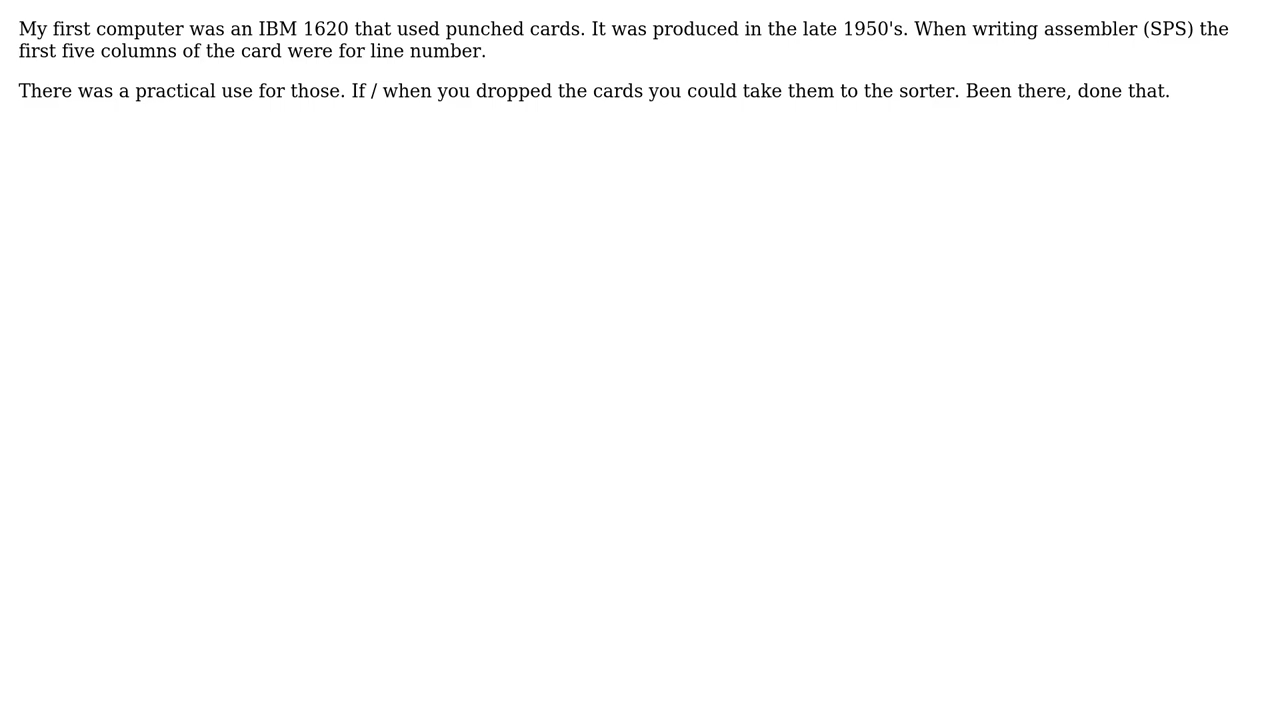 My first computer was an IBM 1620 that used punched cards. It was produced in the late 1950's. When writing assembler (SPS) the
first five columns of the card were for line number.
There was a practical use for those. If / when you dropped the cards you could take them to the sorter. Been there, done that.